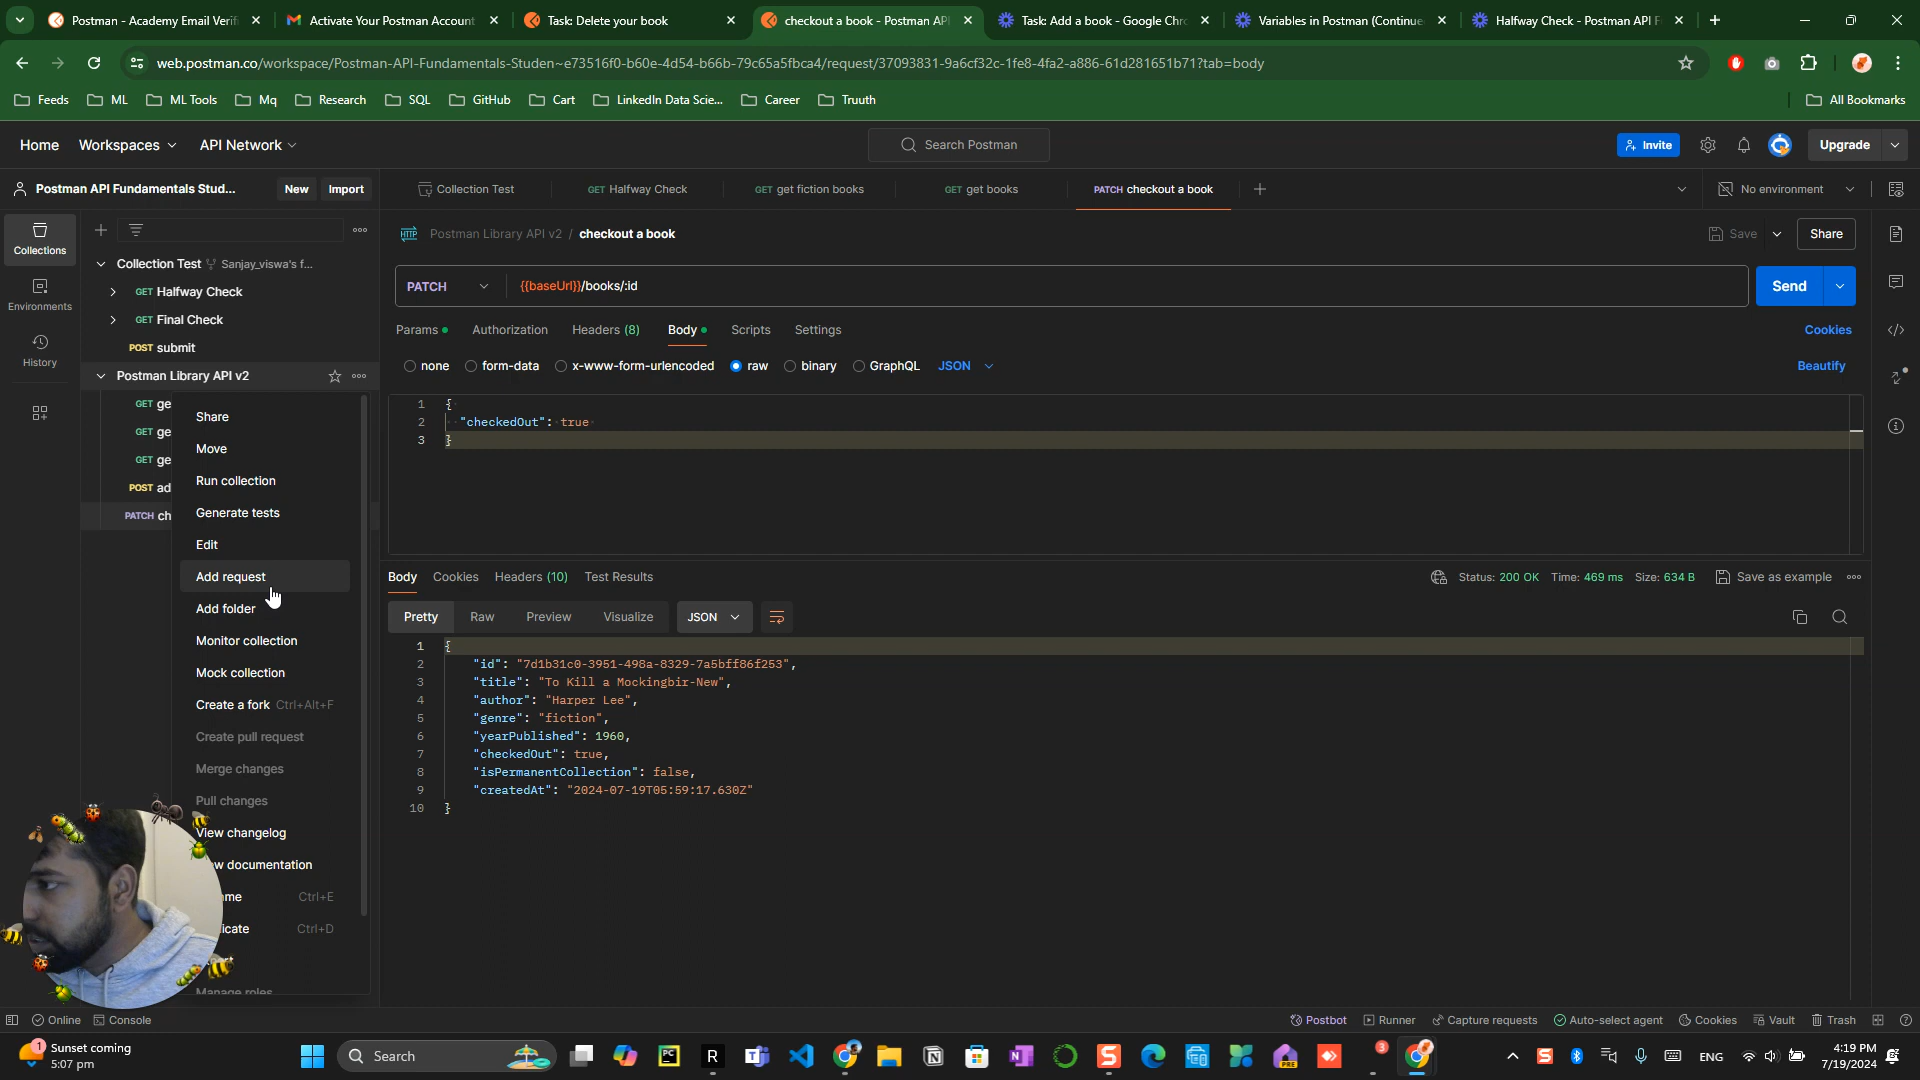 Postman - Academy Email Verifi
Activate Your Postman Account
Task: Delete your book
checkout a book - Postman API
Task: Add a book - Google Chro
Variables in Postman (Continue
Halfway Check - Postman API F
web.postman.co/workspace/Postman-API-Fundamentals-Studen~e73516f0-b60e-4d54-b66b-79c65a5fbca4/request/37093831-9a6cf32c-1fe8-4fa2-a886-61d281651b71?tab=body
Feeds
ML
ML Tools
Mq
Research
SQL
GitHub
Cart
LinkedIn Data Scie...
Career
Truuth
All Bookmarks
Home
Workspaces
API Network
Search Postman
Invite
Upgrade
Postman API Fundamentals Stud...
New
Import
Collection Test
GET Halfway Check
GET get fiction books
GET get books
PATCH checkout a book
No environment
Collections
Environments
History
Collection Test Sanjay_viswa's f...
GET Halfway Check
GET Final Check
POST submit
Postman Library API v2
GET ge
GET ge
GET ge
POST ad
PATCH ch
Share
Move
Run collection
Generate tests
Edit
Add request
Add folder
Monitor collection
Mock collection
Create a fork Ctrl+Alt+F
Create pull request
Merge changes
Pull changes
View changelog
w documentation
me Ctrl+E
icate Ctrl+D
Manage roles
Postman Library API v2 / checkout a book
Save
Share
PATCH
{{baseUrl}}/books/:id
Send
Params
Authorization
Headers (8)
Body
Scripts
Settings
Cookies
none
form-data
x-www-form-urlencoded
raw
binary
GraphQL
JSON
Beautify
1 {
2 "checkedOut": true
3 }
Body
Cookies
Headers (10)
Test Results
Status: 200 OK Time: 469 ms Size: 634 B
Save as example
Pretty
Raw
Preview
Visualize
JSON
1 {
2 "id": "7d1b31c0-3951-498a-8329-7a5bff86f253",
3 "title": "To Kill a Mockingbir-New",
4 "author": "Harper Lee",
5 "genre": "fiction",
6 "yearPublished": 1960,
7 "checkedOut": true,
8 "isPermanentCollection": false,
9 "createdAt": "2024-07-19T05:59:17.630Z"
10 }
Online
Console
Postbot
Runner
Capture requests
Auto-select agent
Cookies
Vault
Trash
1
Sunset coming
5:07 pm
Search
3
ENG
4:19 PM
7/19/2024